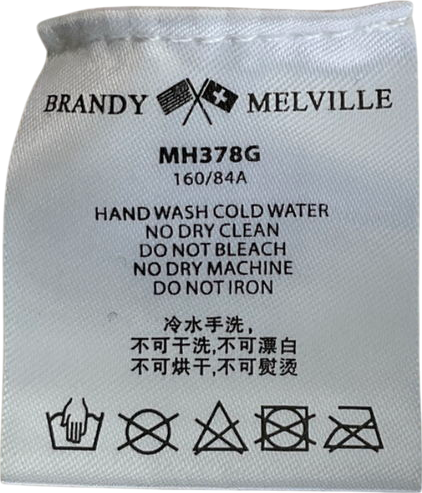 BRANDY MELVILLE
MH378G
160/84A
HAND WASH COLD WATER
NO DRY CLEAN
DO NOT BLEACH
NO DRY MACHINE
DO NOT IRON
冷水手洗，
不可干洗,不可漂白
不可烘干,不可熨烫